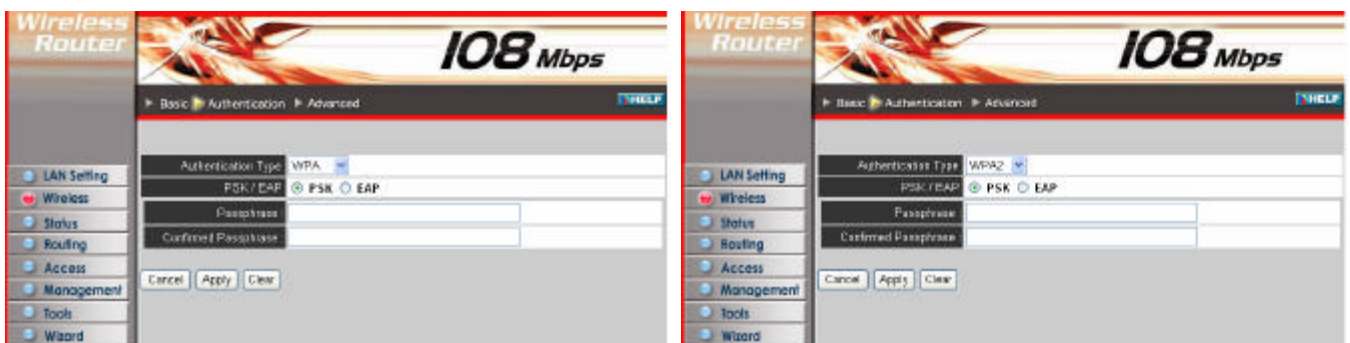 Wireless
Router
108 Mbps
Basic Authentication Advanced
HELP
Authentication Type WPA
PSK / EAP PSK EAP
Passphrase
Confirmed Passphrase
Cancel Apply Clear
LAN Setting
Wireless
Status
Routing
Access
Management
Tools
Wizard
Wireless
Router
108 Mbps
Basic Authentication Advanced
HELP
Authentication Type WPA2
PSK / EAP PSK EAP
Passphrase
Confirmed Passphrase
Cancel Apply Clear
LAN Setting
Wireless
Status
Routing
Access
Management
Tools
Wizard